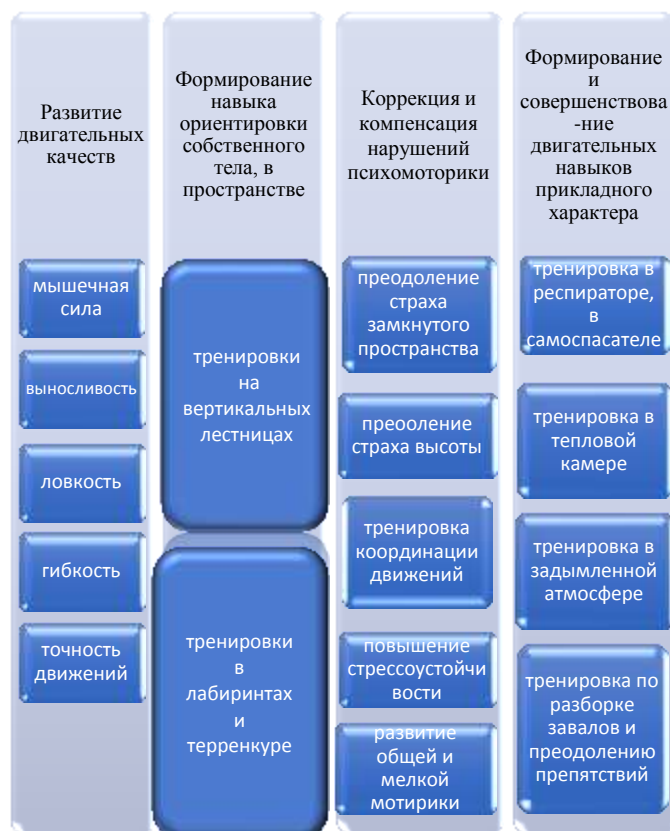 Развитие
двигательных
качеств
мышечная
сила
выносливость
ловкость
гибкость
точность
движений
Формирование
навыка
ориентировки
собственного
тела, в
пространстве
тренировки
на
вертикальных
лестницах
тренировки
в
лабиринтах
и
терренкуре
Коррекция и
компенсация
нарушений
психомоторики
преодоление
страха
замкнутого
пространства
преооление
страха высоты
тренировка
координации
движений
повышение
стрессоустойчи
вости
развитие
общей и
мелкой
мотирики
Формирование
и
совершенствова
-ние
двигательных
навыков
прикладного
характера
тренировка в
респираторе,
в
самоспасателе
тренировка в
тепловой
камере
тренировка в
задымленной
атмосфере
тренировка по
разборке
завалов и
преодолению
препятствий